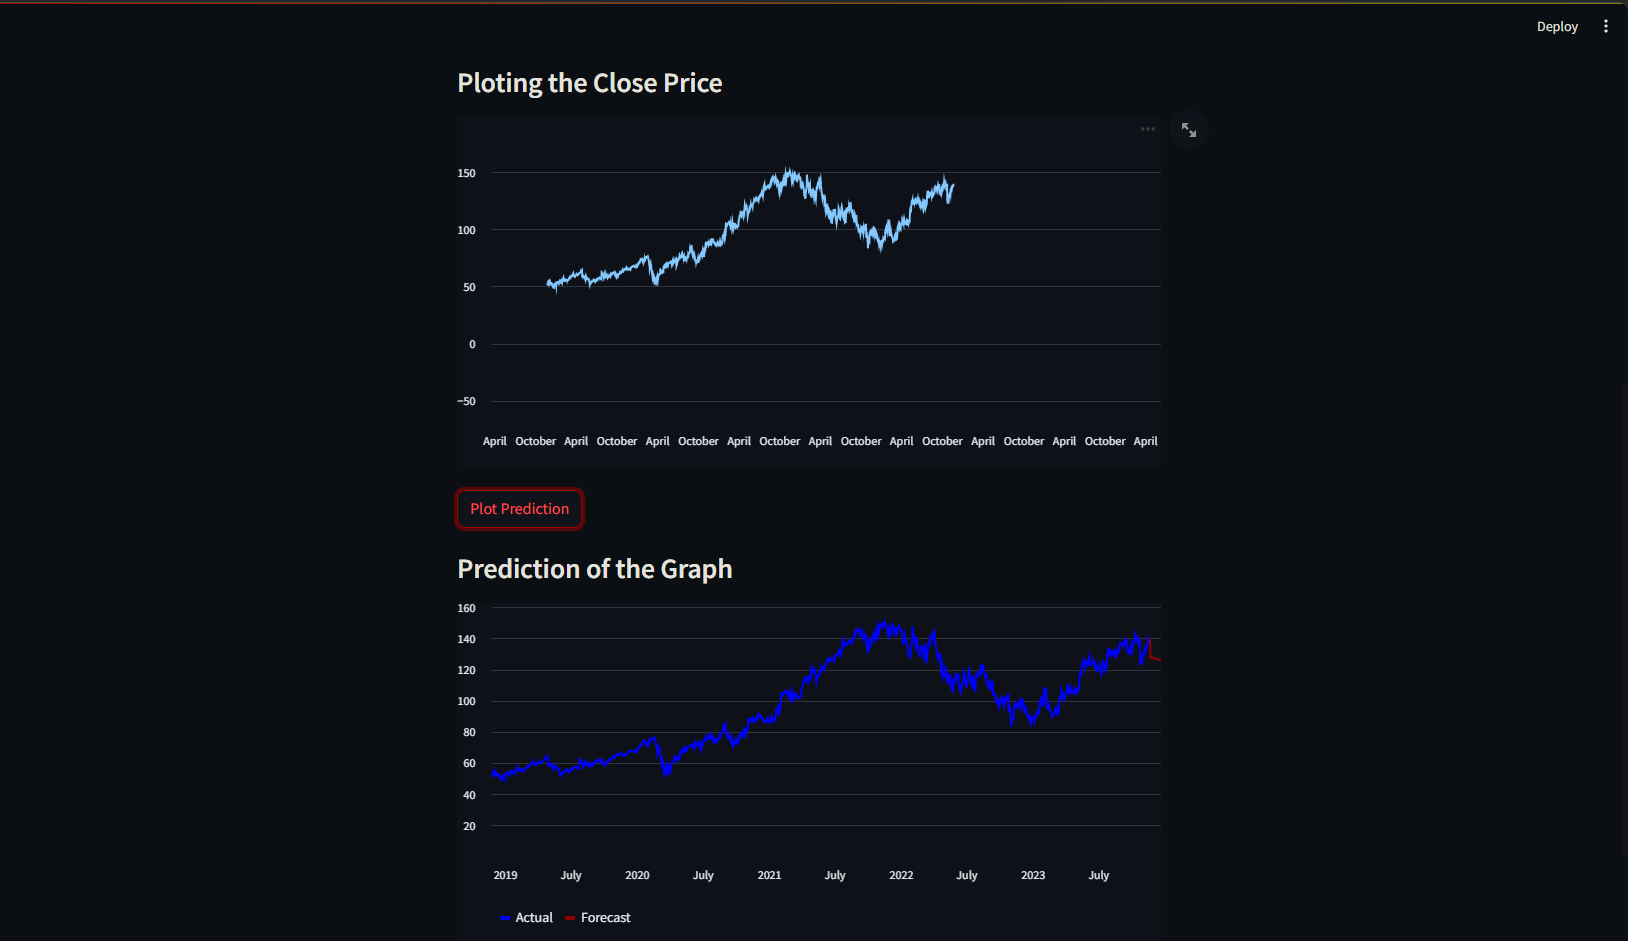 Deploy
Ploting the Close Price
150
100
50
0
−50
April October April October April October April October April October April October April October April October April
Plot Prediction
Prediction of the Graph
160
140
120
100
80
60
40
20
2019 July 2020 July 2021 July 2022 July 2023 July
Actual Forecast